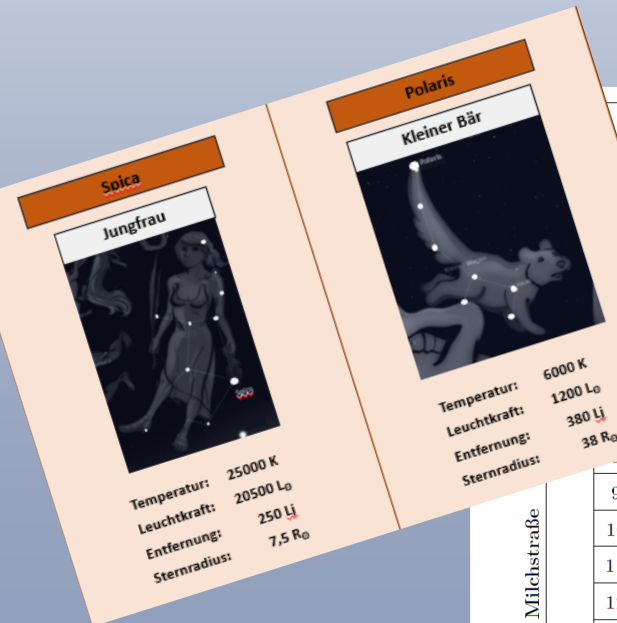 Spica
Jungfrau
Spica
Temperatur: 25000 K
Leuchtkraft: 20500 L⊙
Entfernung: 250 Lj
Sternradius: 7,5 R⊙
Polaris
Kleiner Bär
Polaris
Temperatur: 6000 K
Leuchtkraft: 1200 L⊙
Entfernung: 380 Lj
Sternradius: 38 R⊙
Milchstraße